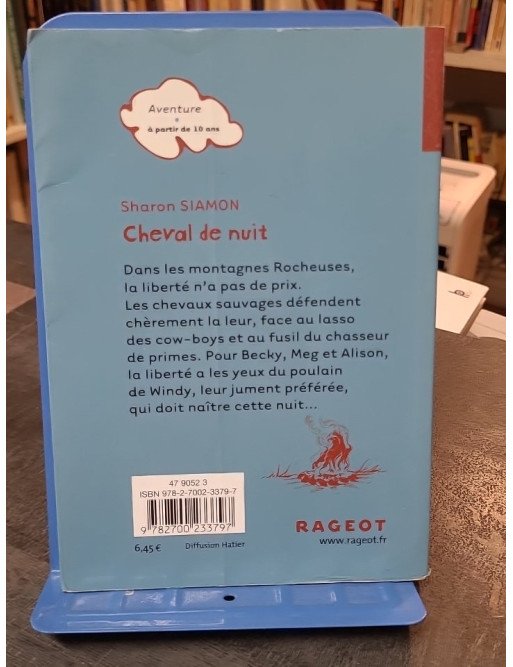 Aventure
à partir de 10 ans
Sharon SIAMON
Cheval de nuit
Dans les montagnes Rocheuses,
la liberté n'a pas de prix.
Les chevaux sauvages défendent
chèrement la leur, face au lasso
des cow-boys et au fusil du chasseur
de primes. Pour Becky, Meg et Alison,
la liberté a les yeux du poulain
de Windy, leur jument préférée,
qui doit naître cette nuit...
47 9052 3
ISBN 978-2-7002-3379-7
9 782700 233797
6,45 € Diffusion Hatier
RAGEOT
www.rageot.fr